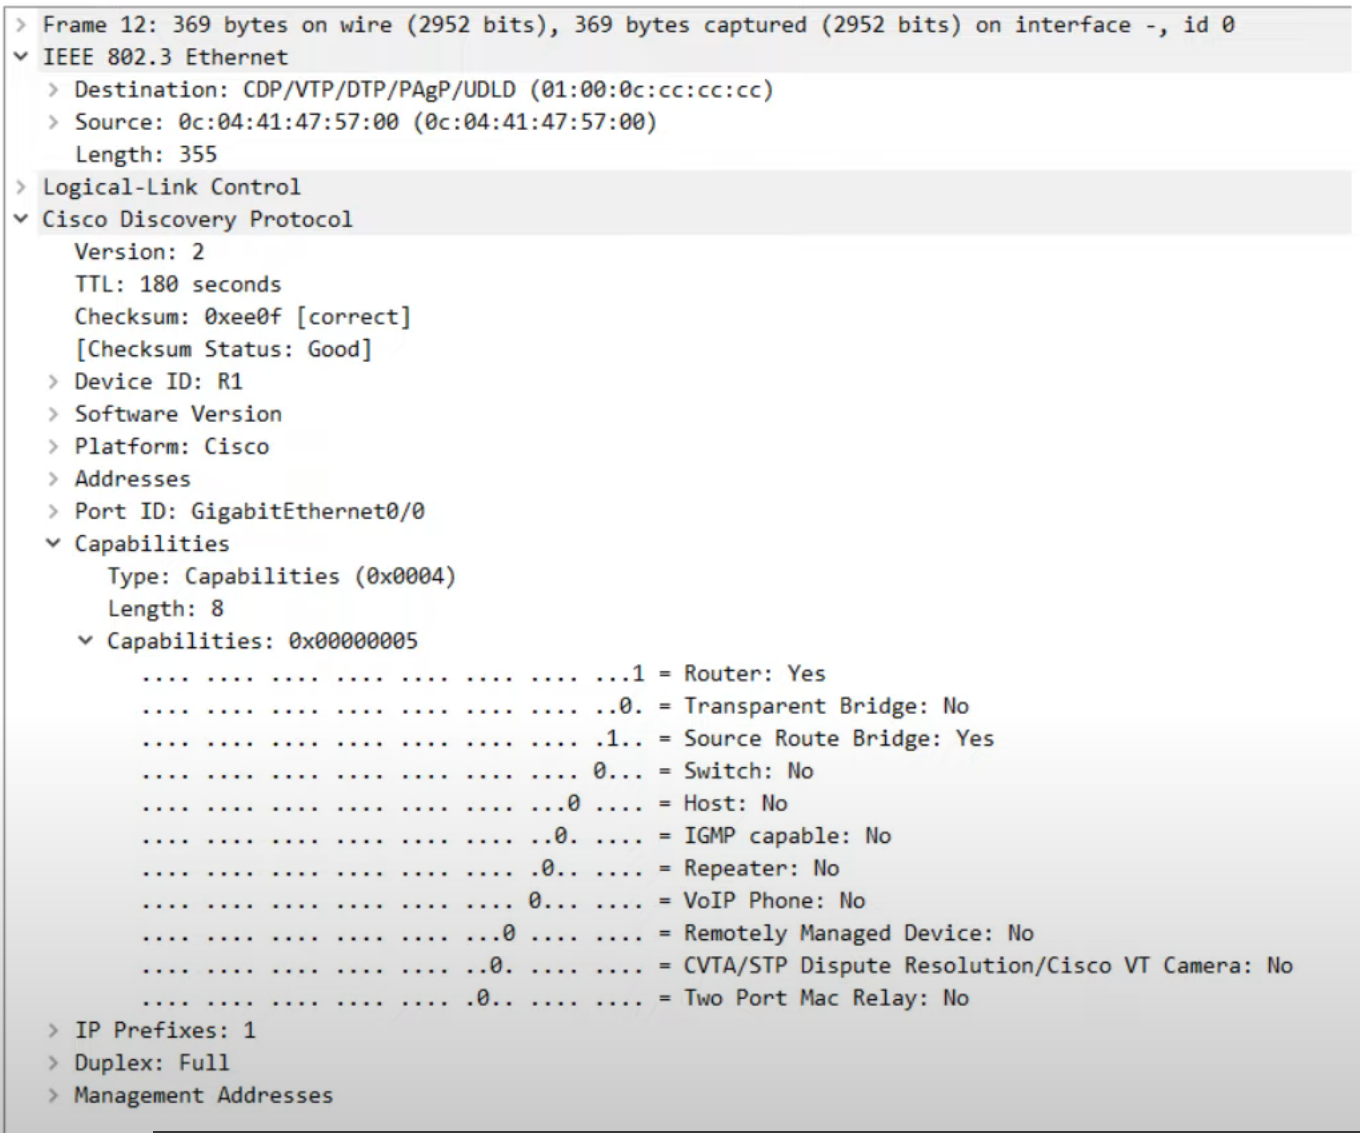 Frame 12: 369 bytes on wire (2952 bits), 369 bytes captured (2952 bits) on interface -, id 0
IEEE 802.3 Ethernet
Destination: CDP/VTP/DTP/PAgP/UDLD (01:00:0c:cc:cc:cc)
Source: 0c:04:41:47:57:00 (0c:04:41:47:57:00)
Length: 355
Logical-Link Control
Cisco Discovery Protocol
Version: 2
TTL: 180 seconds
Checksum: 0xee0f [correct]
[Checksum Status: Good]
Device ID: R1
Software Version
Platform: Cisco
Addresses
Port ID: GigabitEthernet0/0
Capabilities
Type: Capabilities (0x0004)
Length: 8
Capabilities: 0x00000005
.... .... .... .... .... .... .... ...1 = Router: Yes
.... .... .... .... .... .... .... ..0. = Transparent Bridge: No
.... .... .... .... .... .... .... .1.. = Source Route Bridge: Yes
.... .... .... .... .... .... .... 0... = Switch: No
.... .... .... .... .... .... ...0 .... = Host: No
.... .... .... .... .... .... ..0. .... = IGMP capable: No
.... .... .... .... .... .... .0.. .... = Repeater: No
.... .... .... .... .... .... 0... .... = VoIP Phone: No
.... .... .... .... .... ...0 .... .... = Remotely Managed Device: No
.... .... .... .... .... ..0. .... .... = CVTA/STP Dispute Resolution/Cisco VT Camera: No
.... .... .... .... .... .0.. .... .... = Two Port Mac Relay: No
IP Prefixes: 1
Duplex: Full
Management Addresses